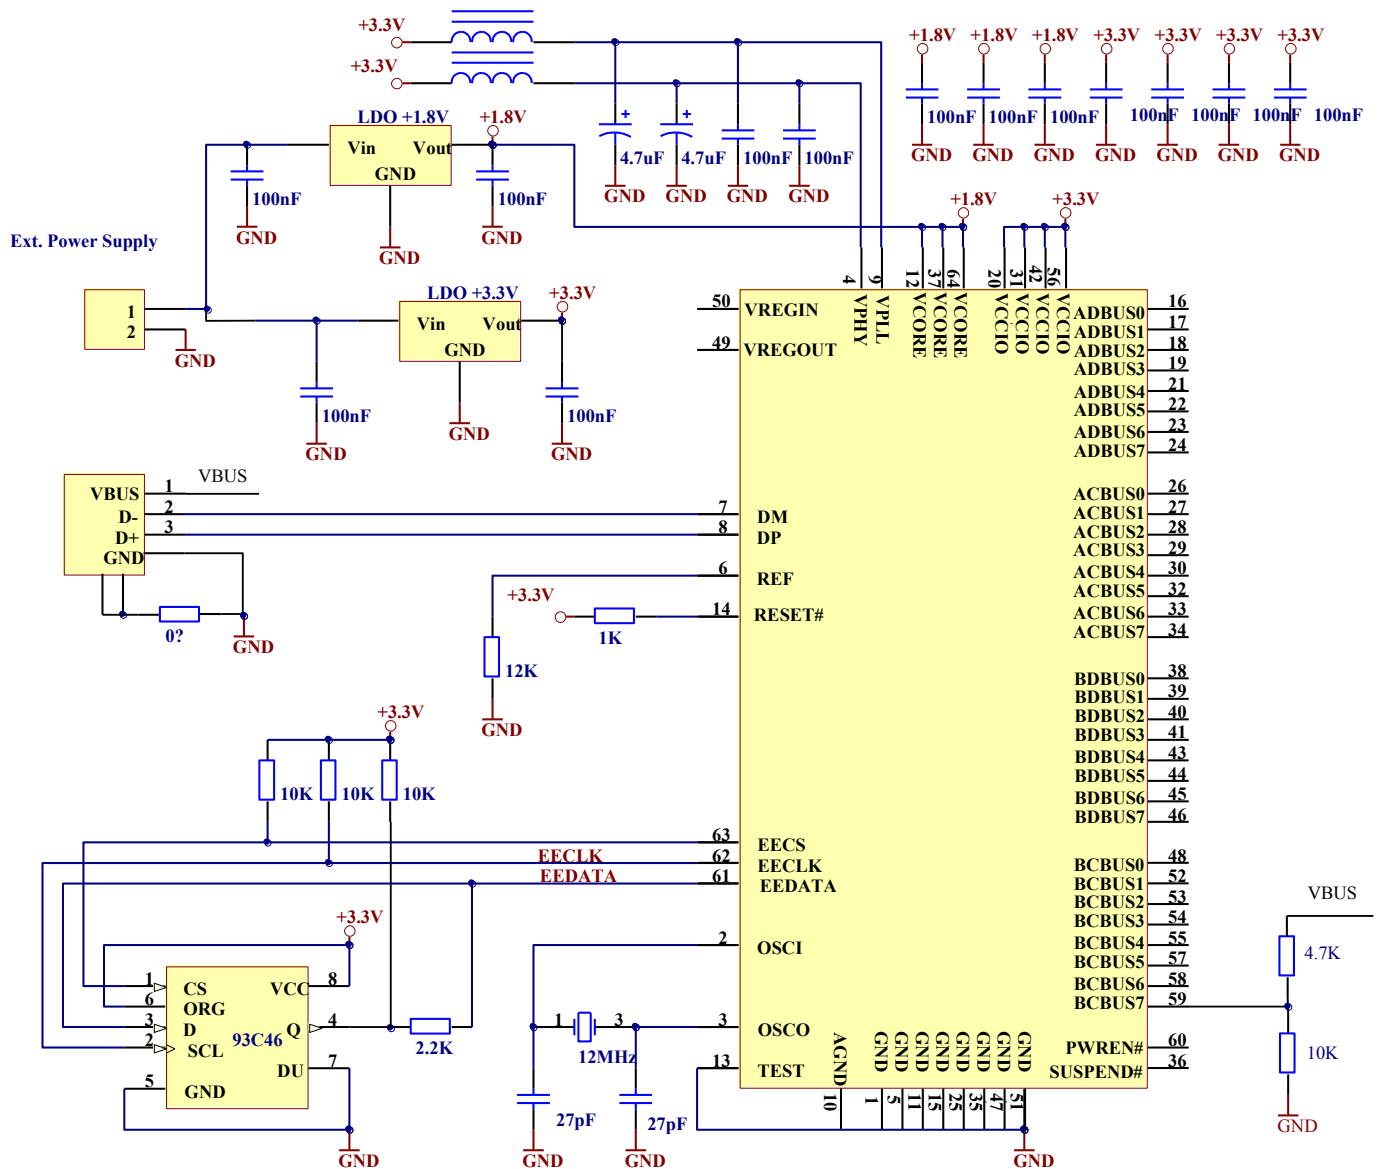 +3.3V
+3.3V
+1.8V +1.8V +1.8V +3.3V +3.3V +3.3V +3.3V
100nF 100nF 100nF 100nF 100nF 100nF 100nF
GND GND GND GND GND GND GND
4.7uF 4.7uF 100nF 100nF
GND GND GND GND
LDO +1.8V
+1.8V
Vin Vout
GND
100nF
100nF
GND
GND
GND
Ext. Power Supply
1
2
GND
LDO +3.3V
+3.3V
Vin Vout
GND
100nF
100nF
GND
GND
GND
+1.8V
+3.3V
4 9 12 37 64 20 31 42 56
VPHY VPLL VCORE VCORE VCORE VCCIO VCCIO VCCIO VCCIO
50 VREGIN
49 VREGOUT
VBUS 1 VBUS
D- 2
D+ 3
GND
0?
GND
7 DM
8 DP
6 REF
+3.3V
1K
14 RESET#
12K
GND
+3.3V
10K 10K 10K
63 EECS
EECLK 62 EECLK
EEDATA 61 EEDATA
+3.3V
1 CS
6 ORG
3 D
2 SCL
5 GND
93C46
VCC 8
Q 4
DU 7
2.2K
GND
2 OSCI
1 3
12MHz
3 OSCO
13 TEST
27pF 27pF
GND GND
AGND GND GND GND GND GND GND GND GND
10 1 5 11 15 25 35 47 51
GND
ADBUS0 16
ADBUS1 17
ADBUS2 18
ADBUS3 19
ADBUS4 21
ADBUS5 22
ADBUS6 23
ADBUS7 24
ACBUS0 26
ACBUS1 27
ACBUS2 28
ACBUS3 29
ACBUS4 30
ACBUS5 32
ACBUS6 33
ACBUS7 34
BDBUS0 38
BDBUS1 39
BDBUS2 40
BDBUS3 41
BDBUS4 43
BDBUS5 44
BDBUS6 45
BDBUS7 46
BCBUS0 48
BCBUS1 52
BCBUS2 53
BCBUS3 54
BCBUS4 55
BCBUS5 57
BCBUS6 58
BCBUS7 59
PWREN# 60
SUSPEND# 36
VBUS
4.7K
10K
GND